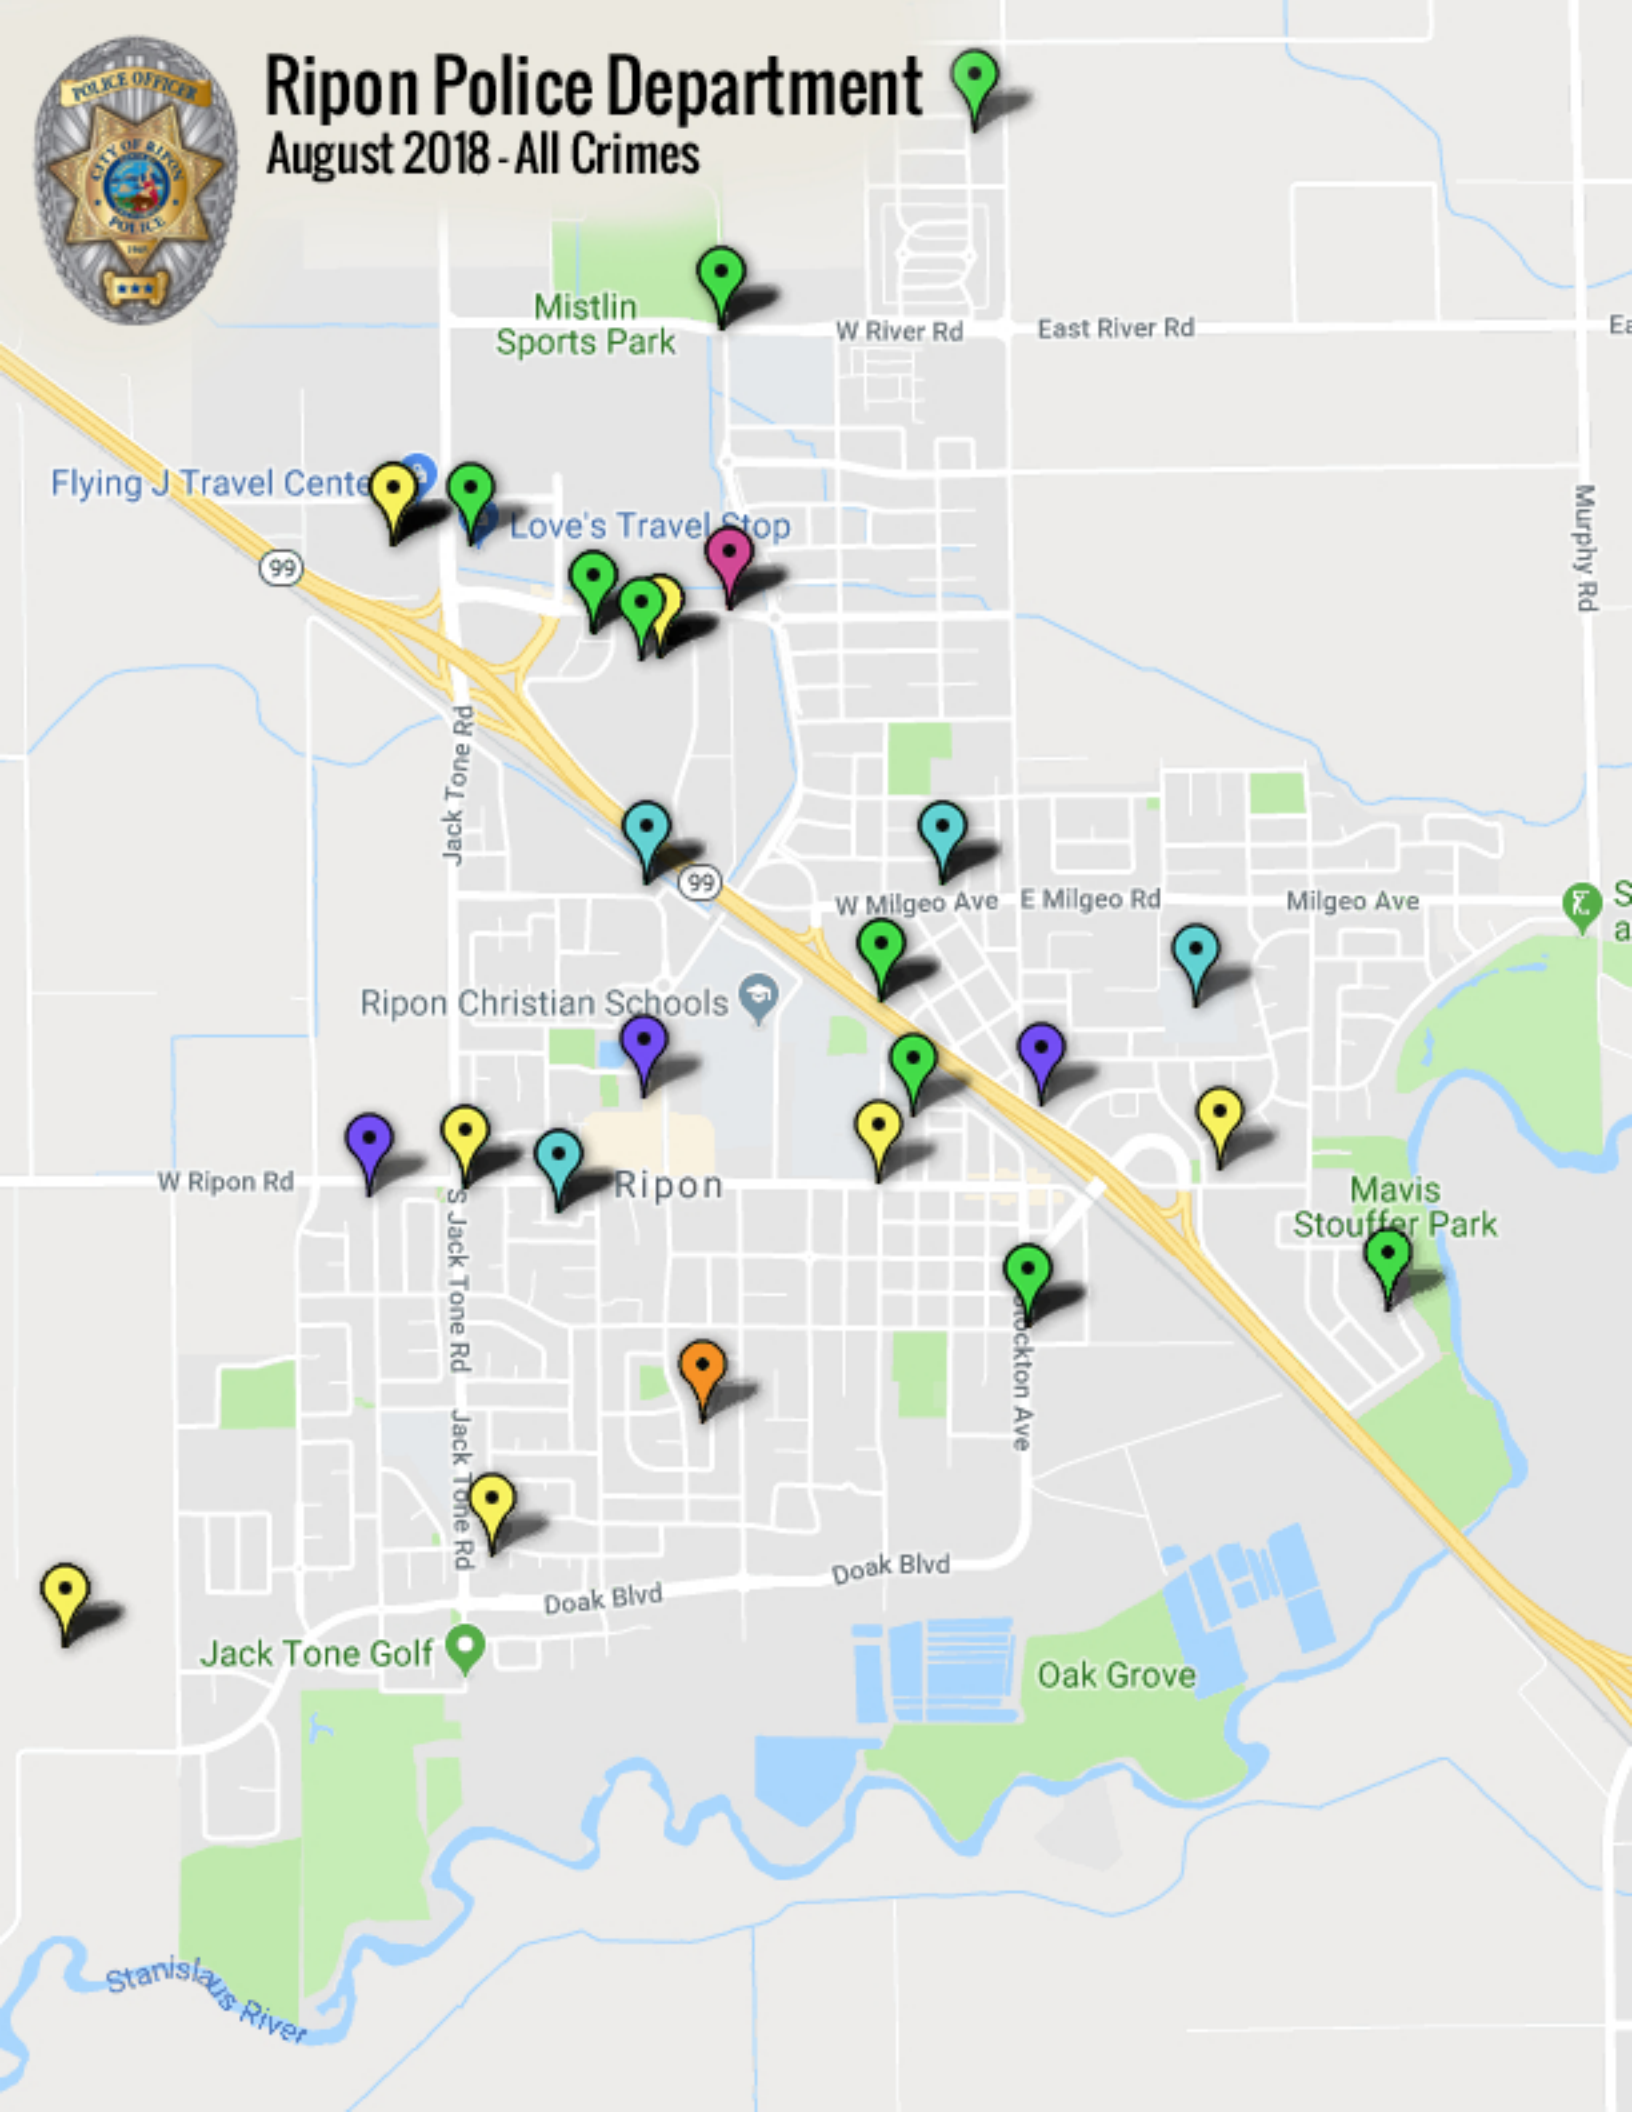 POLICE OFFICER
CITY OF RIPON
POLICE
Ripon Police Department
August 2018 - All Crimes
Mistlin
Sports Park
W River Rd
East River Rd
Ea
Flying J Travel Cente
Love's Travel Stop
99
Murphy Rd
Jack Tone Rd
99
W Milgeo Ave
E Milgeo Rd
Milgeo Ave
S
a
Ripon Christian Schools
W Ripon Rd
Ripon
Mavis
Stouffer Park
S Jack Tone Rd
Stockton Ave
Jack Tone Rd
Doak Blvd
Doak Blvd
Jack Tone Golf
Oak Grove
Stanislaus River